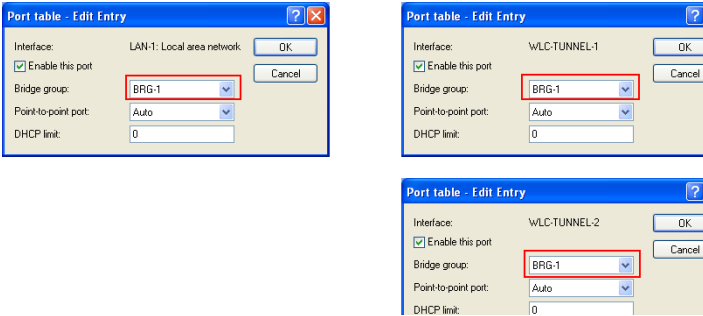 Port table - Edit Entry
Interface: LAN-1: Local area network OK
Enable this port Cancel
Bridge group: BRG-1
Point-to-point port: Auto
DHCP limit: 0
Port table - Edit Entry
Interface: WLC-TUNNEL-1 OK
Enable this port Cancel
Bridge group: BRG-1
Point-to-point port: Auto
DHCP limit: 0
Port table - Edit Entry
Interface: WLC-TUNNEL-2 OK
Enable this port Cancel
Bridge group: BRG-1
Point-to-point port: Auto
DHCP limit: 0